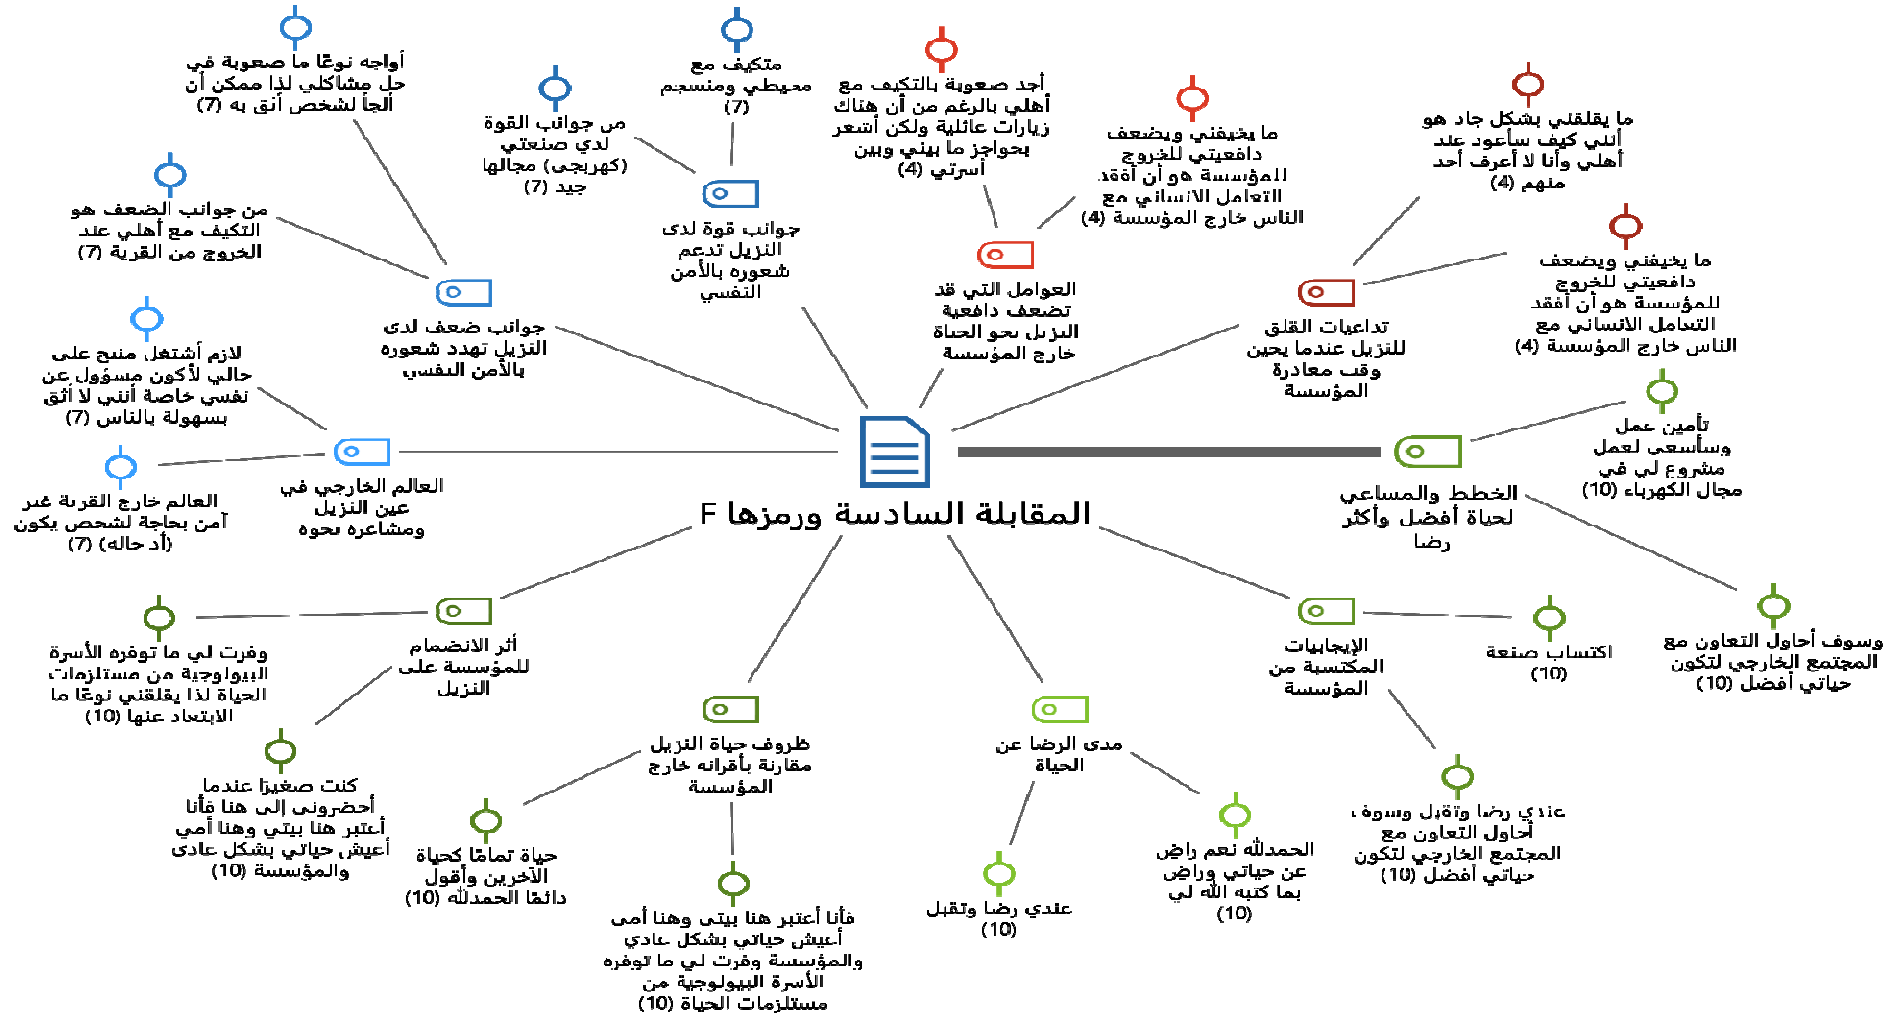 أواجه نوعًا ما صعوبة في
حل مشاكلي لذا ممكن أن
ألجأ لشخص أثق به (7)
متكيف مع
محيطي ومنسجم
(7)
من جوانب القوة
لدي صنعتي
(كهربجي) مجالها
جيد (7)
أجد صعوبة بالتكيف مع
أهلي بالرغم من أن هناك
زيارات عائلية ولكن أشعر
بحواجز ما بيني وبين
أسرتي (4)
ما يخيفني ويضعف
دافعيتي للخروج
للمؤسسة هو أن أفقد
التعامل الانساني مع
الناس خارج المؤسسة (4)
ما يقلقني بشكل جاد هو
أنني كيف سأعود عند
أهلي وأنا لا أعرف أحد
منهم (4)
من جوانب الضعف هو
التكيف مع أهلي عند
الخروج من القرية (7)
جوانب قوة لدى
النزيل تدعم
شعوره بالأمن
النفسي
العوامل التي قد
تضعف دافعية
النزيل نحو الحياة
خارج المؤسسة
ما يخيفني ويضعف
دافعيتي للخروج
للمؤسسة هو أن أفقد
التعامل الانساني مع
الناس خارج المؤسسة (4)
جوانب ضعف لدى
النزيل تهدد شعوره
بالأمن النفسي
تداعيات القلق
للنزيل عندما يحين
وقت مغادرة
المؤسسة
لازم أشتغل منيح على
حالي لأكون مسؤول عن
نفسي خاصة أنني لا أثق
بسهولة بالناس (7)
تأمين عمل
وسأسعى لعمل
مشروع لي في
مجال الكهرباء (10)
العالم خارج القرية غير
آمن بحاجة لشخص يكون
(أد حاله) (7)
العالم الخارجي في
عين النزيل
ومشاعره نحوه
المقابلة السادسة ورمزها F
الخطط والمساعي
لحياة أفضل وأكثر
رضا
وفرت لي ما توفره الأسرة
البيولوجية من مستلزمات
الحياة لذا يقلقني نوعًا ما
الابتعاد عنها (10)
أثر الانضمام
للمؤسسة على
النزيل
الإيجابيات
المكتسبة من
المؤسسة
اكتساب صنعة
(10)
وسوف أحاول التعاون مع
المجتمع الخارجي لتكون
حياتي أفضل (10)
كنت صغيرًا عندما
أحضروني إلى هنا فأنا
أعتبر هنا بيتي وهنا أمي
أعيش حياتي بشكل عادي
والمؤسسة (10)
ظروف حياة النزيل
مقارنة بأقرانه خارج
المؤسسة
مدى الرضا عن
الحياة
حياة تمامًا كحياة
الآخرين وأقول
دائمًا الحمدلله (10)
فأنا أعتبر هنا بيتي وهنا أمي
أعيش حياتي بشكل عادي
والمؤسسة وفرت لي ما توفره
الأسرة البيولوجية من
مستلزمات الحياة (10)
عندي رضا وتقبل
(10)
الحمدلله نعم راضٍ
عن حياتي وراضٍ
بما كتبه الله لي
(10)
عندي رضا وتقبل وسوف
أحاول التعاون مع
المجتمع الخارجي لتكون
حياتي أفضل (10)